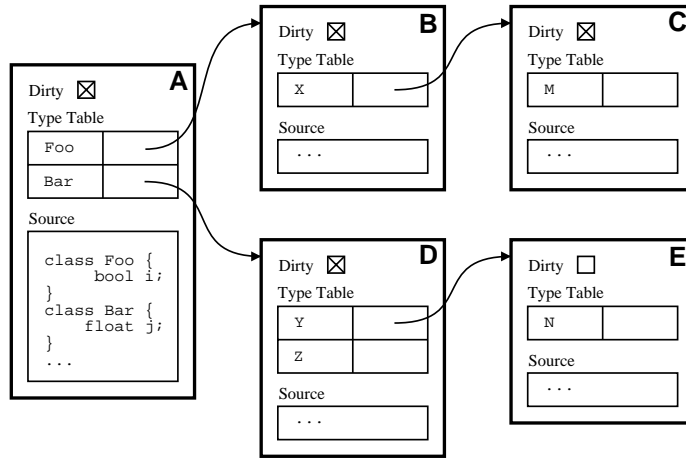 A
Dirty
Type Table
Foo
Bar
Source
class Foo {
bool i;
}
class Bar {
float j;
}
...
B
Dirty
Type Table
X
Source
...
C
Dirty
Type Table
M
Source
...
D
Dirty
Type Table
Y
Z
Source
...
E
Dirty
Type Table
N
Source
...